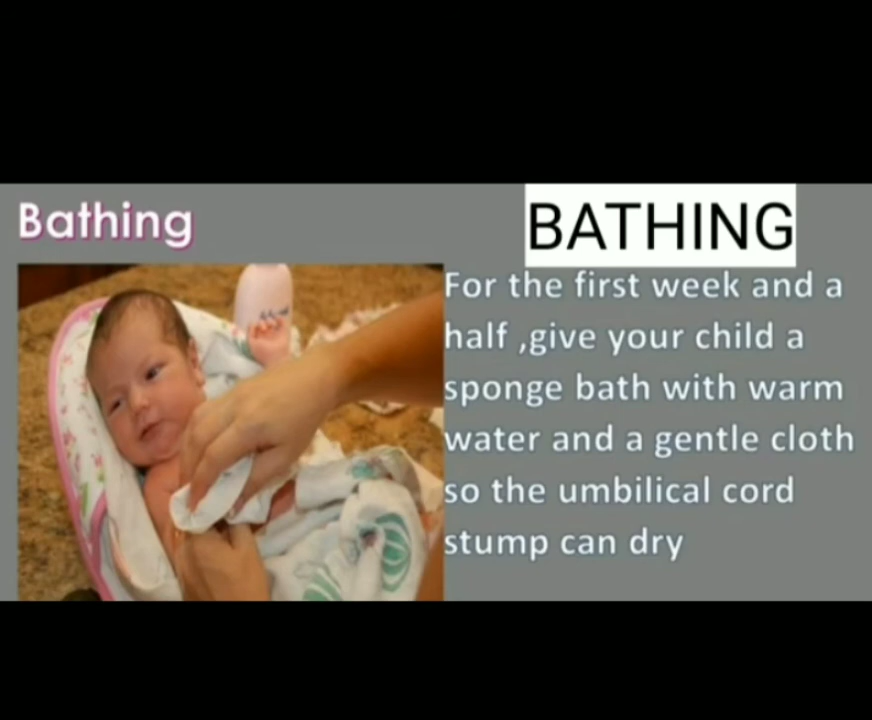 Bathing
BATHING
For the first week and a
half ,give your child a
sponge bath with warm
water and a gentle cloth
so the umbilical cord
stump can dry